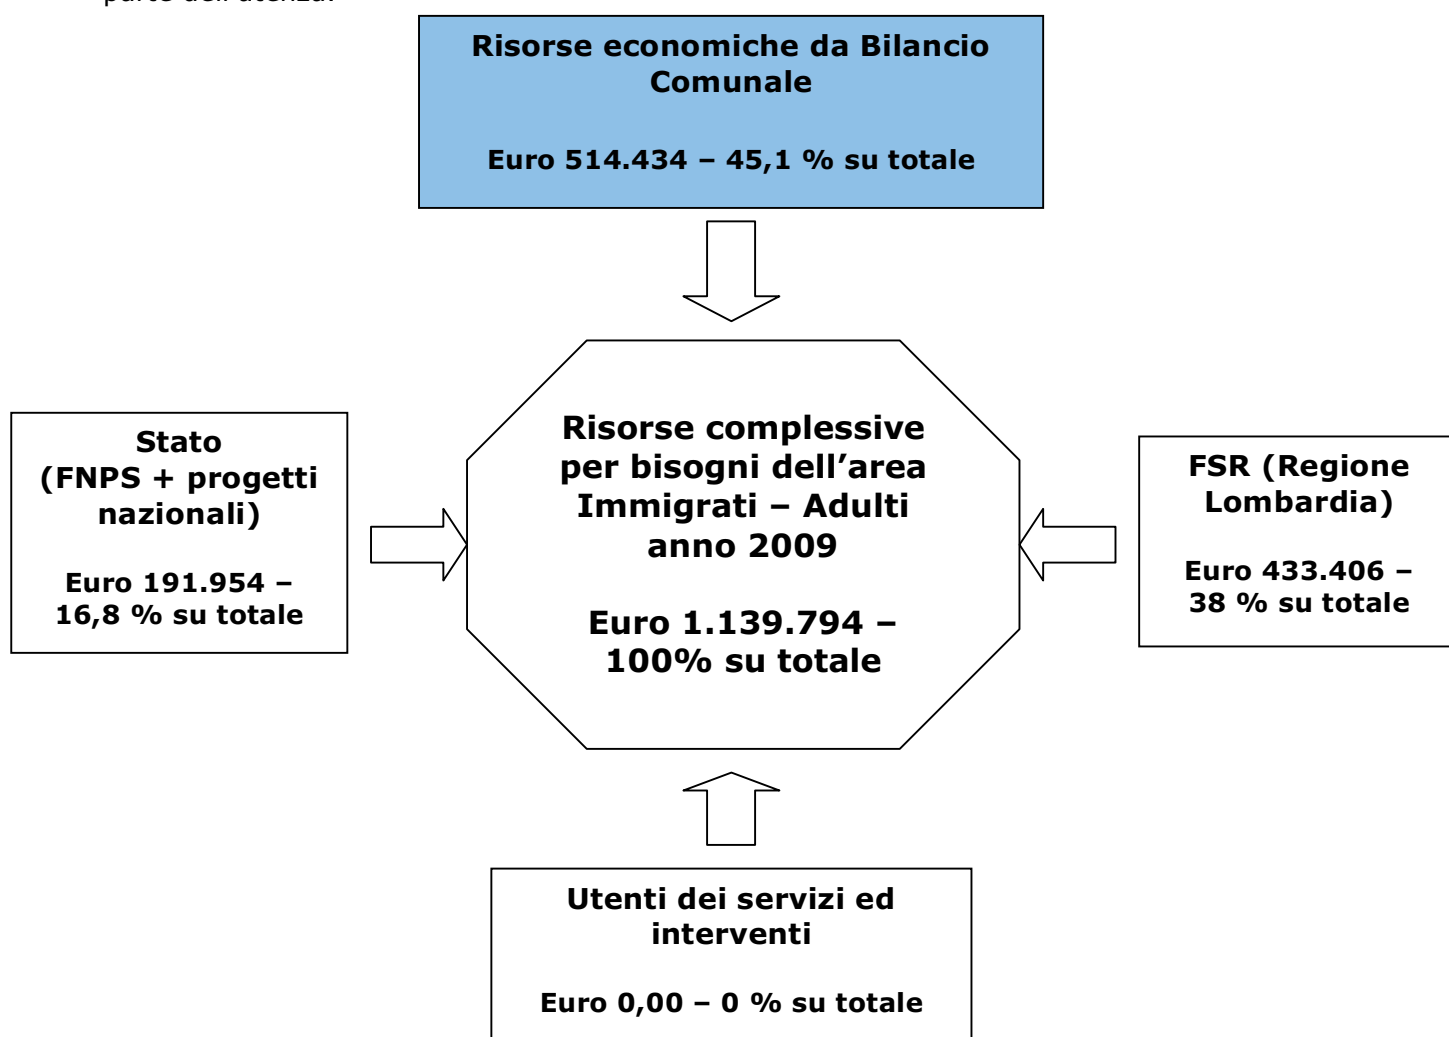 parte dell'utenza.
Risorse economiche da Bilancio
Comunale
Euro 514.434 – 45,1 % su totale
Stato
(FNPS + progetti
nazionali)
Euro 191.954 –
16,8 % su totale
Risorse complessive
per bisogni dell’area
Immigrati – Adulti
anno 2009
Euro 1.139.794 –
100% su totale
FSR (Regione
Lombardia)
Euro 433.406 –
38 % su totale
Utenti dei servizi ed
interventi
Euro 0,00 – 0 % su totale